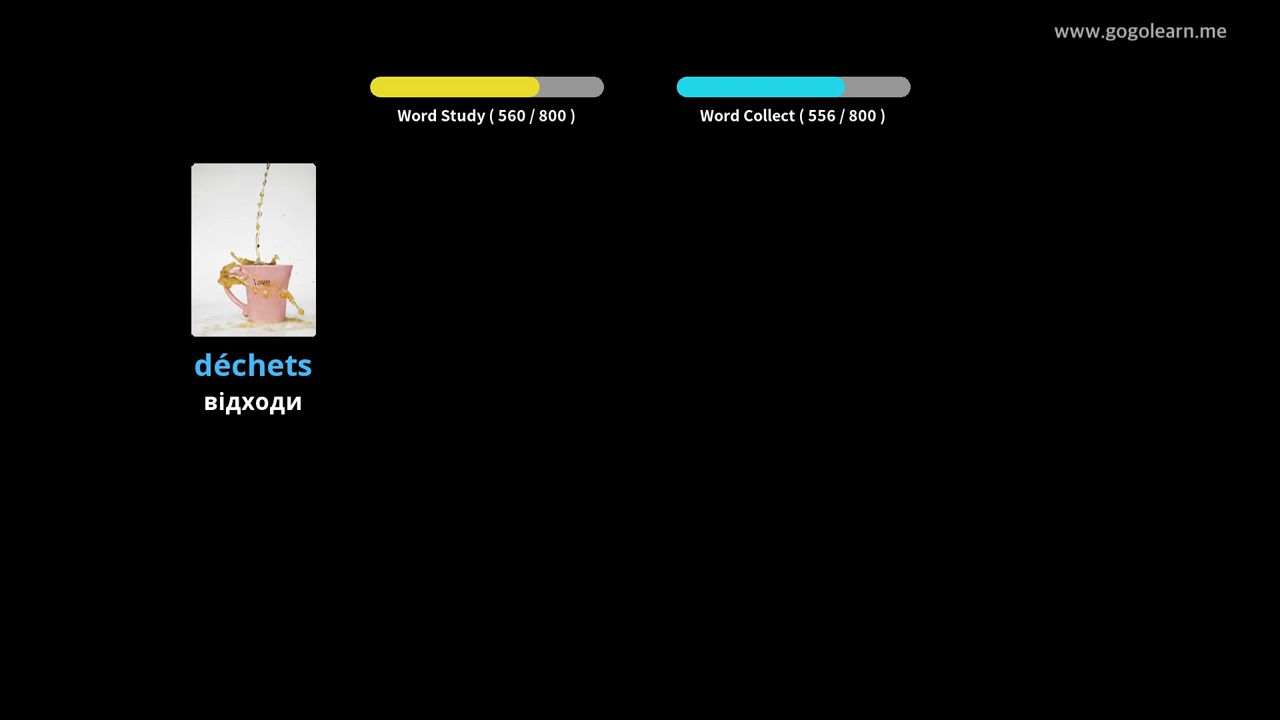 www.gogolearn.me
Word Study ( 560 / 800 )
Word Collect ( 556 / 800 )
love
déchets
відходи